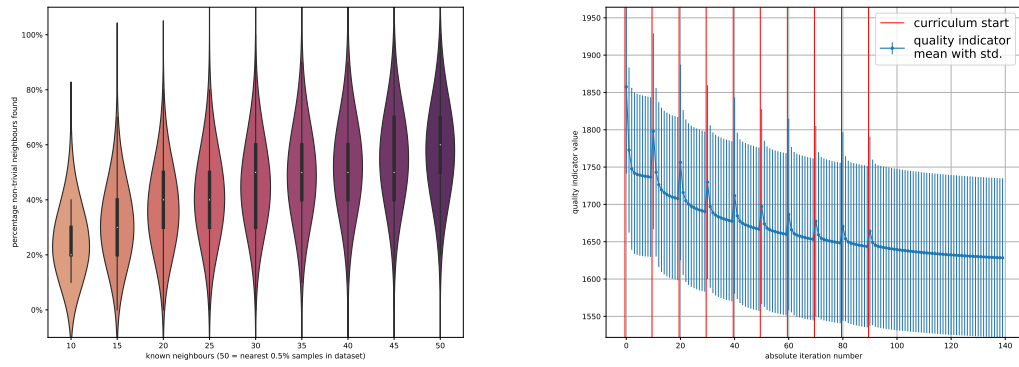 percentage non-trivial neighbours found
100%
80%
60%
40%
20%
0%
10 15 20 25 30 35 40 45 50
known neighbours (50 = nearest 0.5% samples in dataset)
quality indicator value
1950
1900
1850
1800
1750
1700
1650
1600
1550
curriculum start
quality indicator
mean with std.
0 20 40 60 80 100 120 140
absolute iteration number